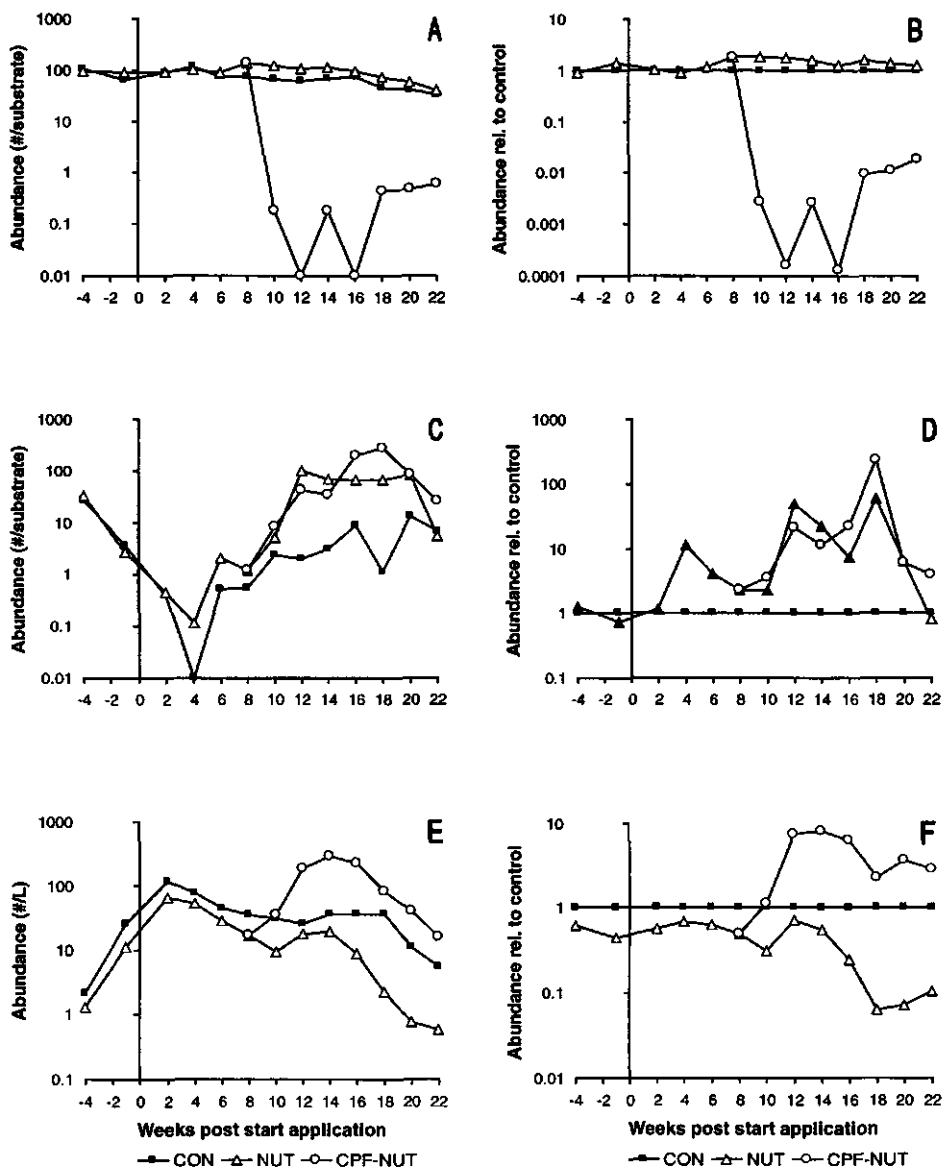 A
Abundance (#/substrate)
1000
100
10
1
0.1
0.01
-4 -2 0 2 4 6 8 10 12 14 16 18 20 22
B
Abundance rel. to control
10
1
0.1
0.01
0.001
0.0001
-4 -2 0 2 4 6 8 10 12 14 16 18 20 22
C
Abundance (#/substrate)
1000
100
10
1
0.1
0.01
-4 -2 0 2 4 6 8 10 12 14 16 18 20 22
D
Abundance rel. to control
1000
100
10
1
0.1
-4 -2 0 2 4 6 8 10 12 14 16 18 20 22
E
Abundance (#/L)
1000
100
10
1
0.1
-4 -2 0 2 4 6 8 10 12 14 16 18 20 22
Weeks post start application
CON NUT CPF-NUT
F
Abundance rel. to control
10
1
0.1
0.01
-4 -2 0 2 4 6 8 10 12 14 16 18 20 22
Weeks post start application
CON NUT CPF-NUT